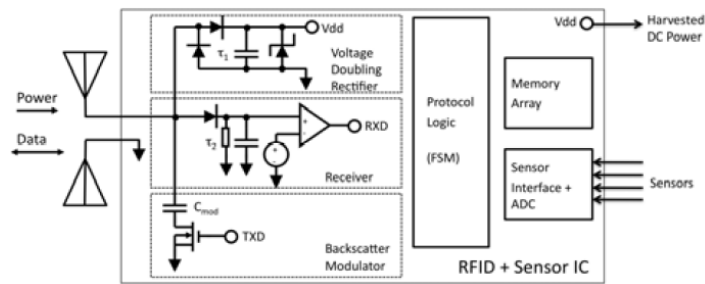 Power
Data
τ1
Vdd
Voltage
Doubling
Rectifier
τ2
+
-
+
-
RXD
Receiver
Cmod
TXD
Backscatter
Modulator
Protocol
Logic
(FSM)
Vdd
Harvested
DC Power
Memory
Array
Sensor
Interface +
ADC
Sensors
RFID + Sensor IC